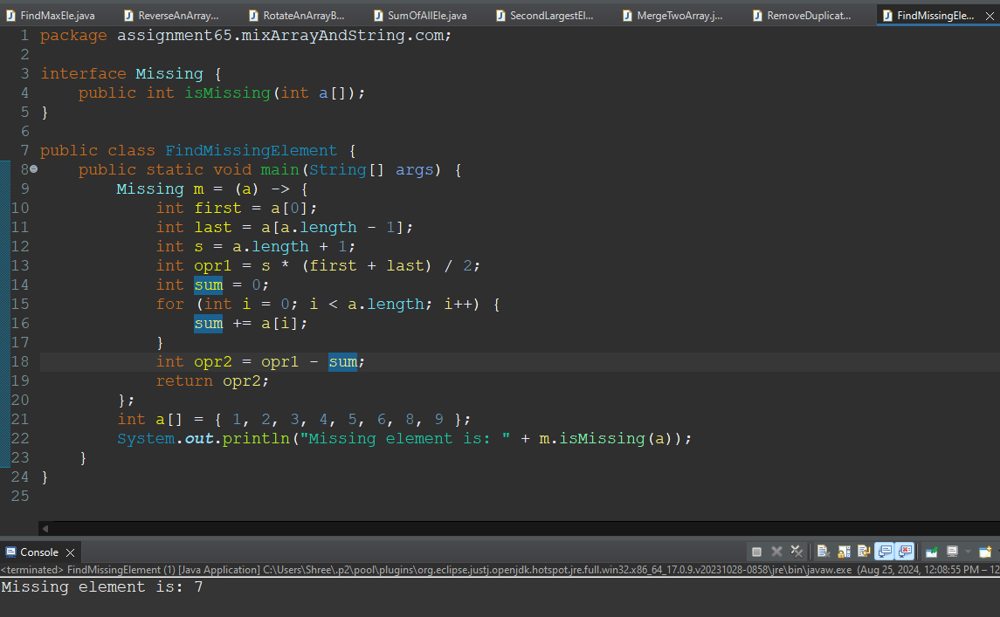 FindMaxEle.java ReverseAnArray... RotateAnArrayB... SumOfAllEle.java SecondLargestEl... MergeTwoArray.j... RemoveDuplicat... FindMissingEle...
1 package assignment65.mixArrayAndString.com;
2
3 interface Missing {
4     public int isMissing(int a[]);
5 }
6
7 public class FindMissingElement {
8     public static void main(String[] args) {
9         Missing m = (a) -> {
10             int first = a[0];
11             int last = a[a.length - 1];
12             int s = a.length + 1;
13             int opr1 = s * (first + last) / 2;
14             int sum = 0;
15             for (int i = 0; i < a.length; i++) {
16                 sum += a[i];
17             }
18             int opr2 = opr1 - sum;
19             return opr2;
20         };
21         int a[] = { 1, 2, 3, 4, 5, 6, 8, 9 };
22         System.out.println("Missing element is: " + m.isMissing(a));
23     }
24 }
25
Console
<terminated> FindMissingElement (1) [Java Application] C:\Users\Shree\.p2\pool\plugins\org.eclipse.justj.openjdk.hotspot.jre.full.win32.x86_64_17.0.9.v20231028-0858\jre\bin\javaw.exe (Aug 25, 2024, 12:08:55 PM – 12
Missing element is: 7